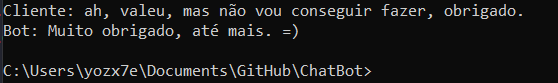 Cliente: ah, valeu, mas não vou conseguir fazer, obrigado.
Bot: Muito obrigado, até mais. =)
C:\Users\yozx7e\Documents\GitHub\ChatBot>